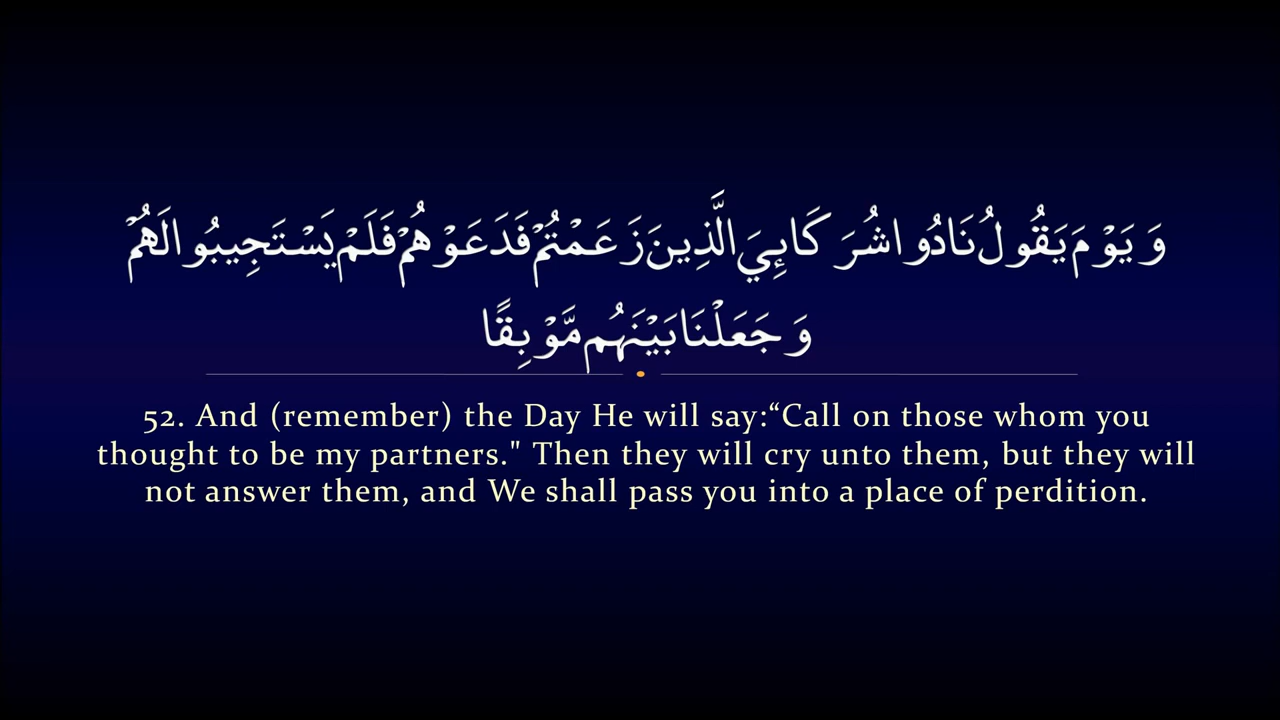 وَيَوْمَ يَقُولُ نَادُوا شُرَكَائِيَ الَّذِينَ زَعَمْتُمْ فَدَعَوْهُمْ فَلَمْ يَسْتَجِيبُوا لَهُمْ
وَجَعَلْنَا بَيْنَهُم مَّوْبِقًا
52. And (remember) the Day He will say:“Call on those whom you
thought to be my partners." Then they will cry unto them, but they will
not answer them, and We shall pass you into a place of perdition.